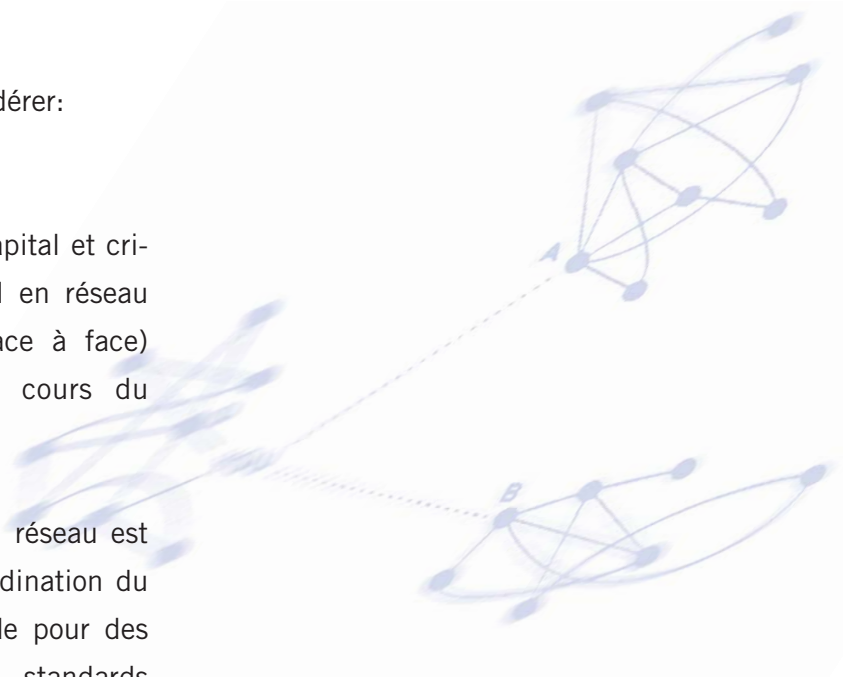 dérer:
apital et cri-
en réseau
ace à face)
cours du
réseau est
dination du
le pour des
standards
A
B